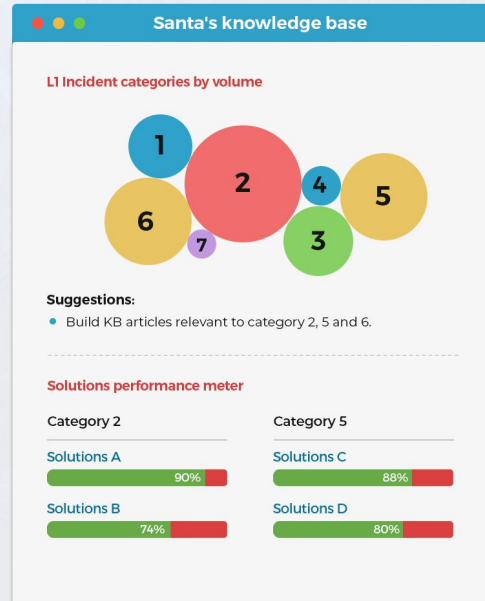 Santa's knowledge base
L1 Incident categories by volume
1
2
4
5
6
3
7
Suggestions:
Build KB articles relevant to category 2, 5 and 6.
Solutions performance meter
Category 2
Solutions A
90%
Solutions B
74%
Category 5
Solutions C
88%
Solutions D
80%